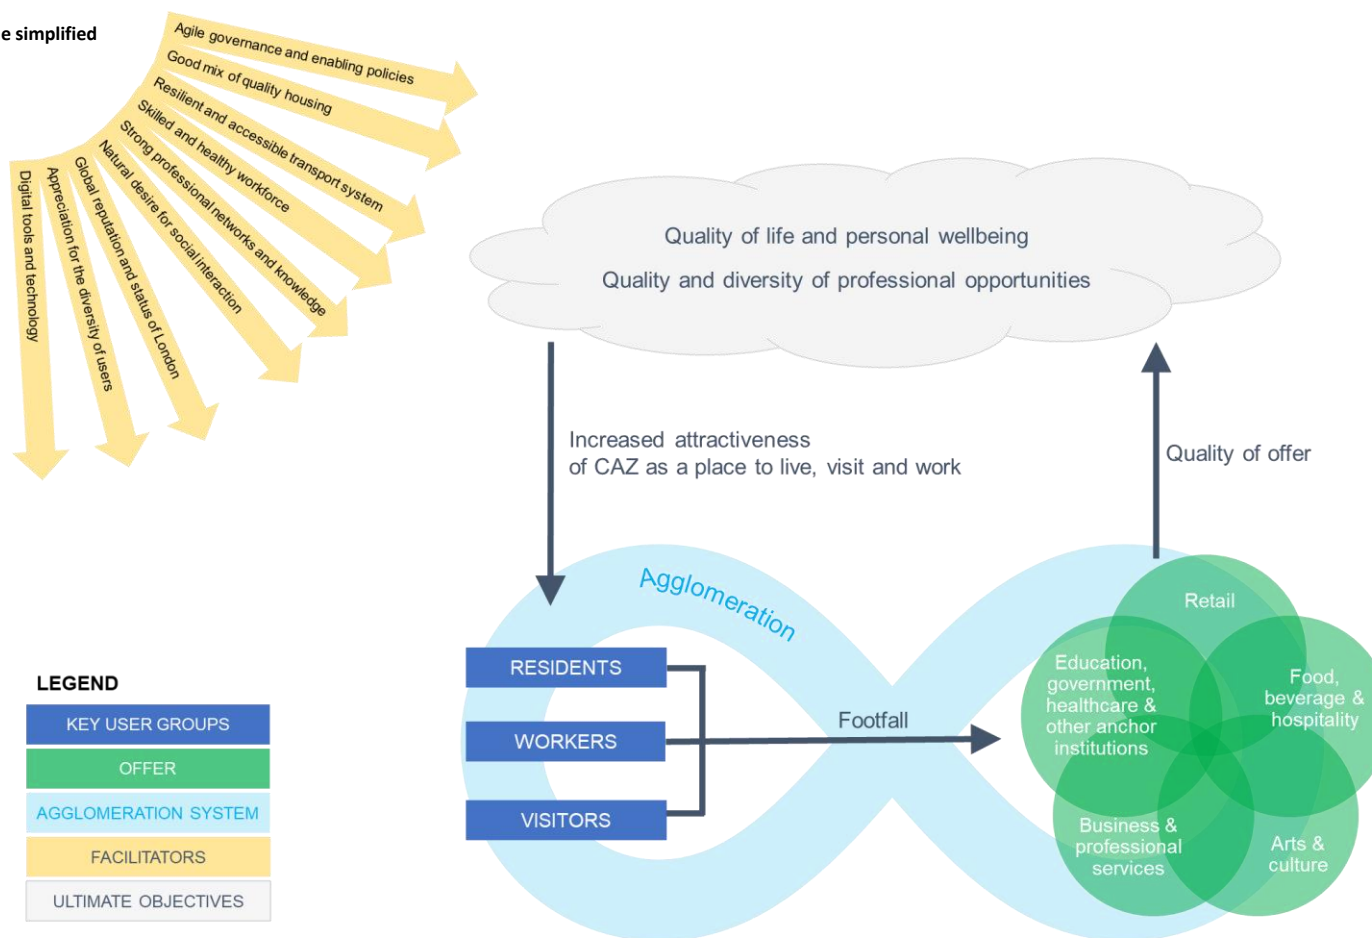 e simplified
Agile governance and enabling policies
Good mix of quality housing
Resilient and accessible transport system
Skilled and healthy workforce
Strong professional networks and knowledge
Natural desire for social interaction
Global reputation and status of London
Appreciation for the diversity of users
Digital tools and technology
Quality of life and personal wellbeing
Quality and diversity of professional opportunities
Increased attractiveness
of CAZ as a place to live, visit and work
Quality of offer
Agglomeration
RESIDENTS
WORKERS
VISITORS
Footfall
Retail
Education,
government,
healthcare &
other anchor
institutions
Food,
beverage &
hospitality
Business &
professional
services
Arts &
culture
LEGEND
KEY USER GROUPS
OFFER
AGGLOMERATION SYSTEM
FACILITATORS
ULTIMATE OBJECTIVES